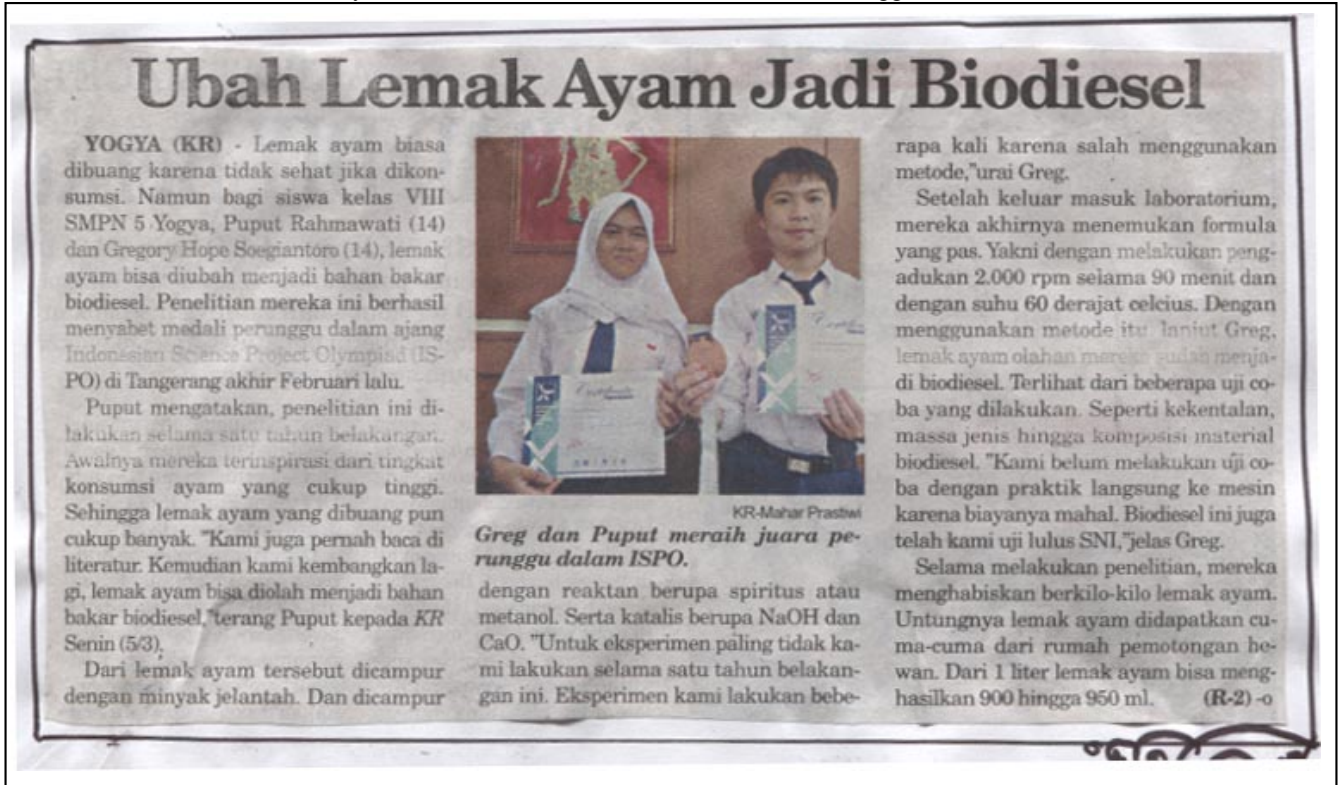 Ubah Lemak Ayam Jadi Biodiesel
YOGYA (KR) - Lemak ayam biasa
dibuang karena tidak sehat jika dikon-
sumsi. Namun bagi siswa kelas VIII
SMPN 5 Yogya, Puput Rahmawati (14)
dan Gregory Hope Soegiantoro (14), lemak
ayam bisa diubah menjadi bahan bakar
biodiesel. Penelitian mereka ini berhasil
menyabet medali perunggu dalam ajang
Indonesian Science Project Olympiad (IS-
PO) di Tangerang akhir Februari lalu.
Puput mengatakan, penelitian ini di-
lakukan selama satu tahun belakangan.
Awalnya mereka terinspirasi dari tingkat
konsumsi ayam yang cukup tinggi.
Sehingga lemak ayam yang dibuang pun
cukup banyak. "Kami juga pernah baca di
literatur. Kemudian kami kembangkan la-
gi, lemak ayam bisa diolah menjadi bahan
bakar biodiesel,"terang Puput kepada KR
Senin (5/3).
Dari lemak ayam tersebut dicampur
dengan minyak jelantah. Dan dicampur
KR-Mahar Prastiwi
Greg dan Puput meraih juara pe-
runggu dalam ISPO.
dengan reaktan berupa spiritus atau
metanol. Serta katalis berupa NaOH dan
CaO. "Untuk eksperimen paling tidak ka-
mi lakukan selama satu tahun belakan-
gan ini. Eksperimen kami lakukan bebe-
rapa kali karena salah menggunakan
metode,"urai Greg.
Setelah keluar masuk laboratorium,
mereka akhirnya menemukan formula
yang pas. Yakni dengan melakukan peng-
adukan 2.000 rpm selama 90 menit dan
dengan suhu 60 derajat celcius. Dengan
menggunakan metode itu, lanjut Greg,
lemak ayam olahan mereka sudah menja-
di biodiesel. Terlihat dari beberapa uji co-
ba yang dilakukan. Seperti kekentalan,
massa jenis hingga komposisi material
biodiesel. "Kami belum melakukan uji co-
ba dengan praktik langsung ke mesin
karena biayanya mahal. Biodiesel ini juga
telah kami uji lulus SNI,"jelas Greg.
Selama melakukan penelitian, mereka
menghabiskan berkilo-kilo lemak ayam.
Untungnya lemak ayam didapatkan cu-
ma-cuma dari rumah pemotongan he-
wan. Dari 1 liter lemak ayam bisa meng-
hasilkan 900 hingga 950 ml. (R-2) -o